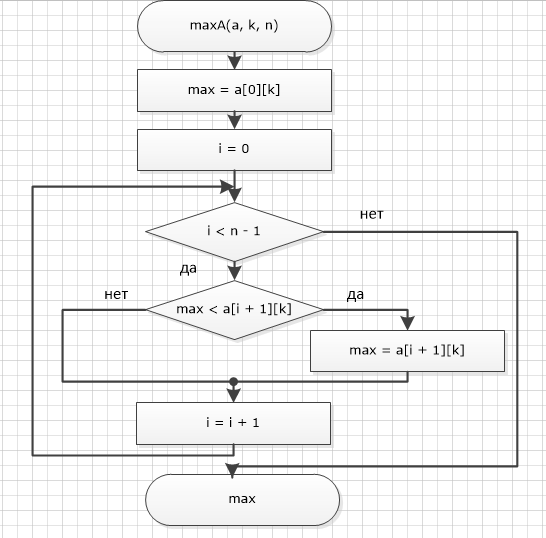 maxA(a, k, n)
max = a[0][k]
i = 0
i < n - 1
нет
да
max < a[i + 1][k]
нет
да
max = a[i + 1][k]
i = i + 1
max